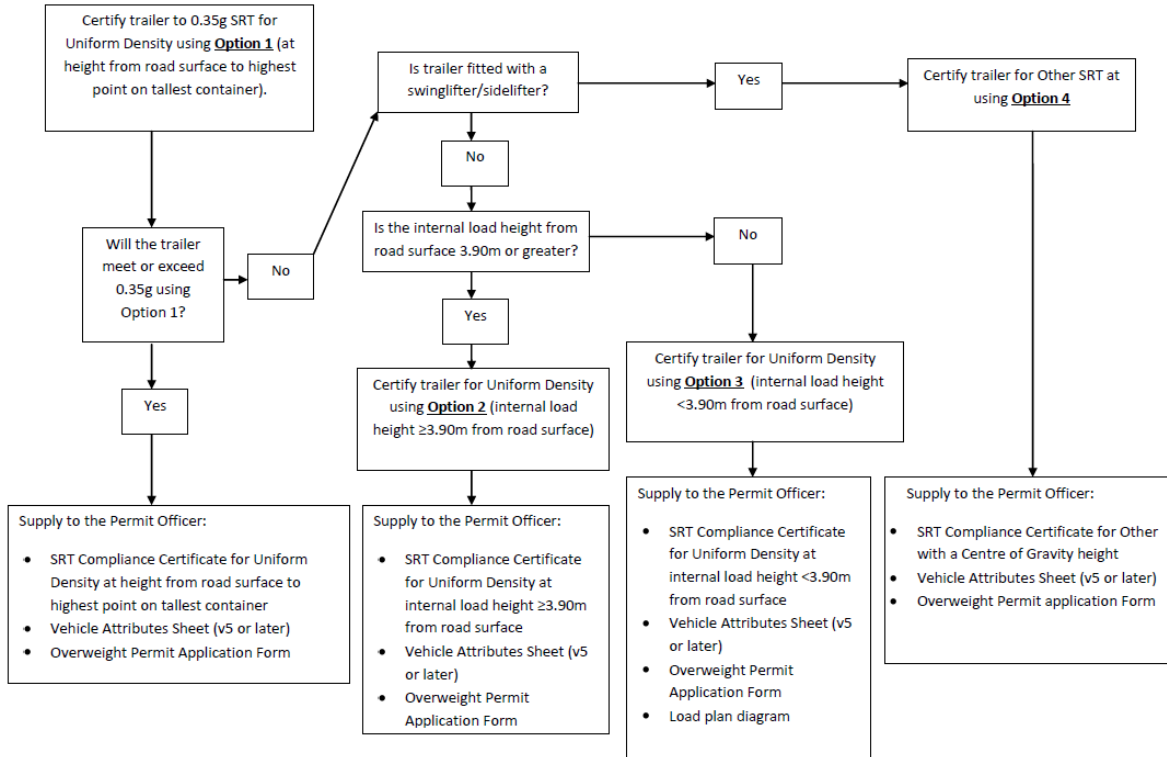 Certify trailer to 0.35g SRT for
Uniform Density using Option 1 (at
height from road surface to highest
point on tallest container).
Is trailer fitted with a
swinglifter/sidelifter?
Yes
Certify trailer for Other SRT at
using Option 4
No
Will the trailer
meet or exceed
0.35g using
Option 1?
No
Is the internal load height from
road surface 3.90m or greater?
No
Yes
Yes
Certify trailer for Uniform Density
using Option 2 (internal load
height ≥3.90m from road surface)
Certify trailer for Uniform Density
using Option 3 (internal load height
<3.90m from road surface)
Supply to the Permit Officer:
• SRT Compliance Certificate for Uniform
Density at height from road surface to
highest point on tallest container
• Vehicle Attributes Sheet (v5 or later)
• Overweight Permit Application Form
Supply to the Permit Officer:
• SRT Compliance Certificate
for Uniform Density at
internal load height ≥3.90m
from road surface
• Vehicle Attributes Sheet (v5
or later)
• Overweight Permit
Application Form
Supply to the Permit Officer:
• SRT Compliance Certificate
for Uniform Density at
internal load height <3.90m
from road surface
• Vehicle Attributes Sheet (v5
or later)
• Overweight Permit
Application Form
• Load plan diagram
Supply to the Permit Officer:
• SRT Compliance Certificate for Other
with a Centre of Gravity height
• Vehicle Attributes Sheet (v5 or later)
• Overweight Permit application Form